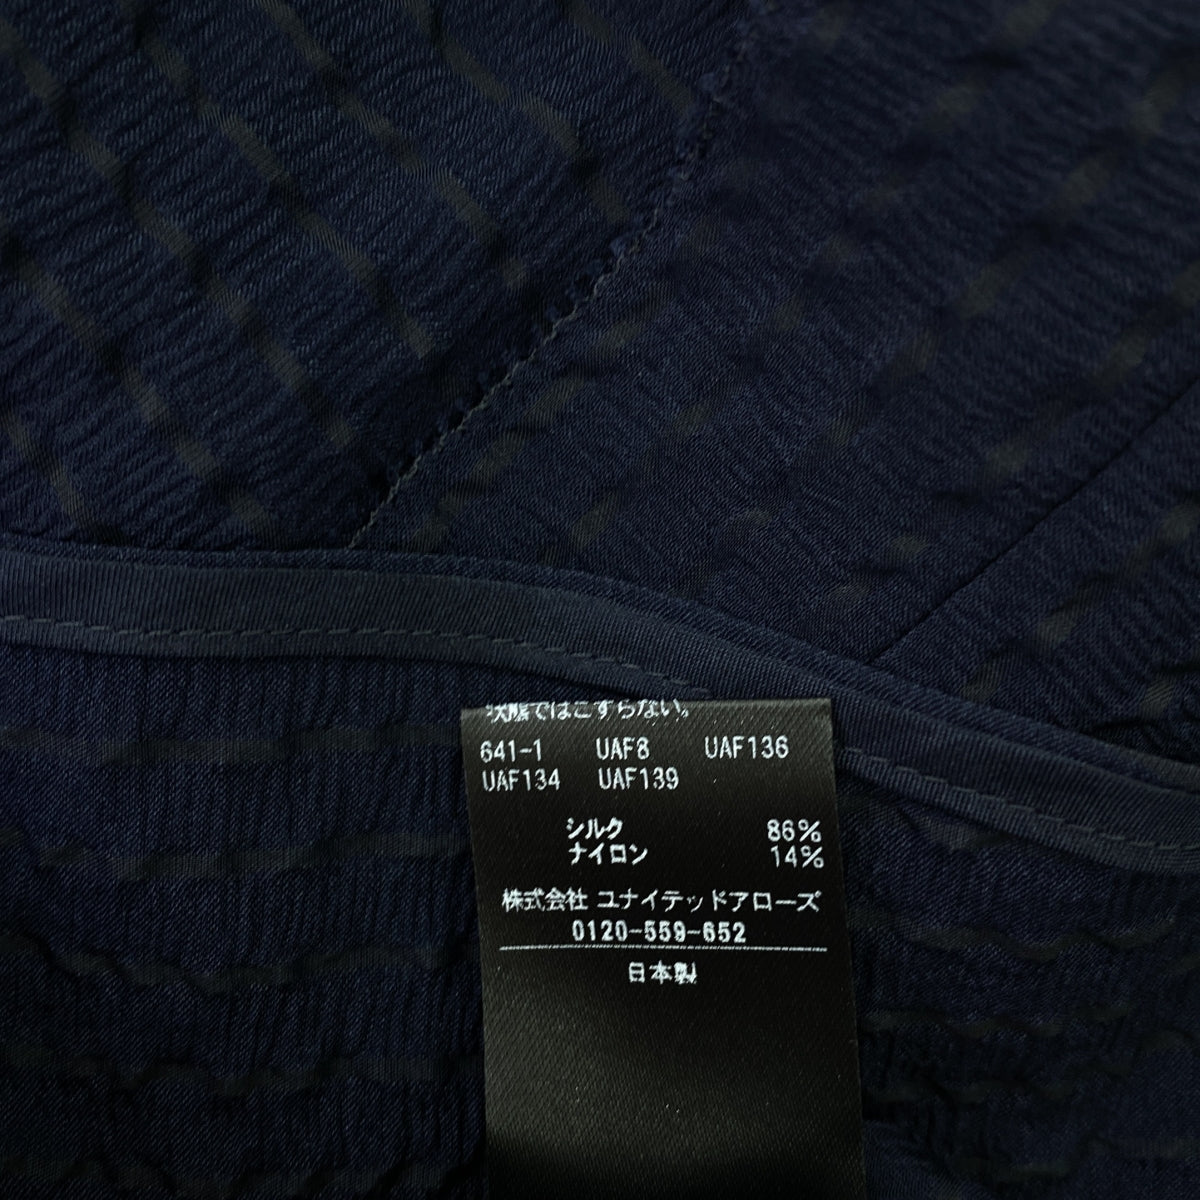 状態ではこすらない。
641-1 UAF8 UAF136
UAF134 UAF139
シルク 86%
ナイロン 14%
株式会社 ユナイテッドアローズ
0120-559-652
日本製